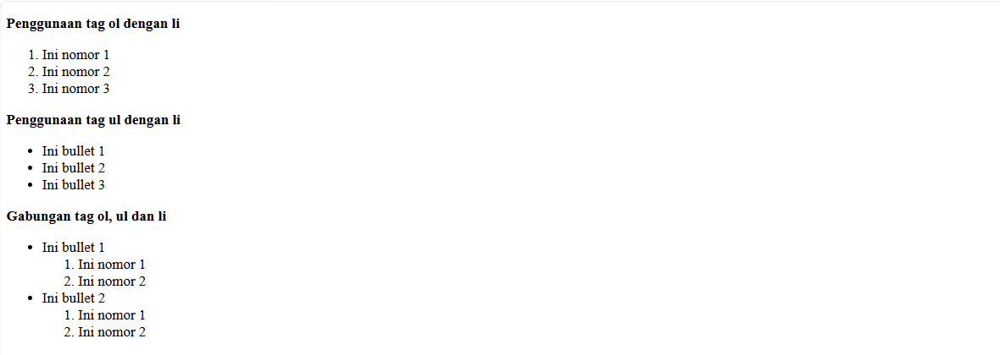 Penggunaan tag ol dengan li
1. Ini nomor 1
2. Ini nomor 2
3. Ini nomor 3
Penggunaan tag ul dengan li
• Ini bullet 1
• Ini bullet 2
• Ini bullet 3
Gabungan tag ol, ul dan li
• Ini bullet 1
1. Ini nomor 1
2. Ini nomor 2
• Ini bullet 2
1. Ini nomor 1
2. Ini nomor 2